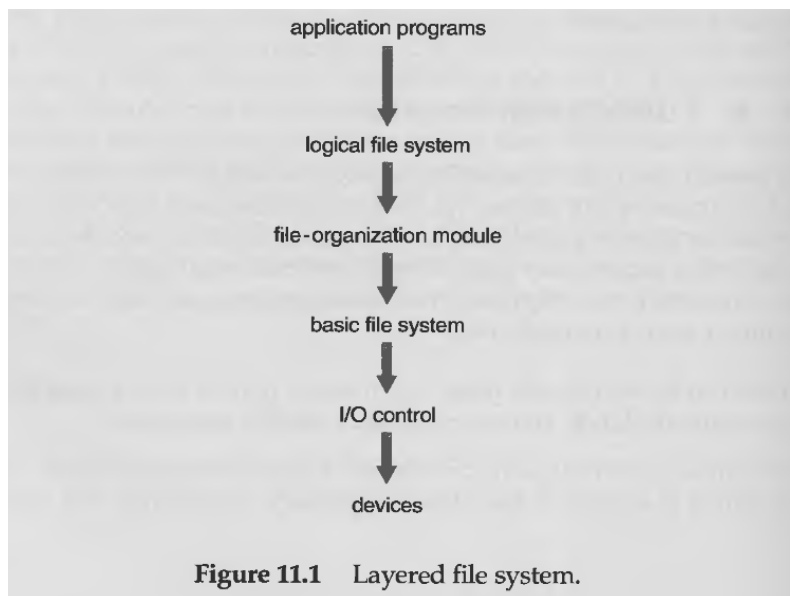 application programs
logical file system
file-organization module
basic file system
I/O control
devices
Figure 11.1 Layered file system.